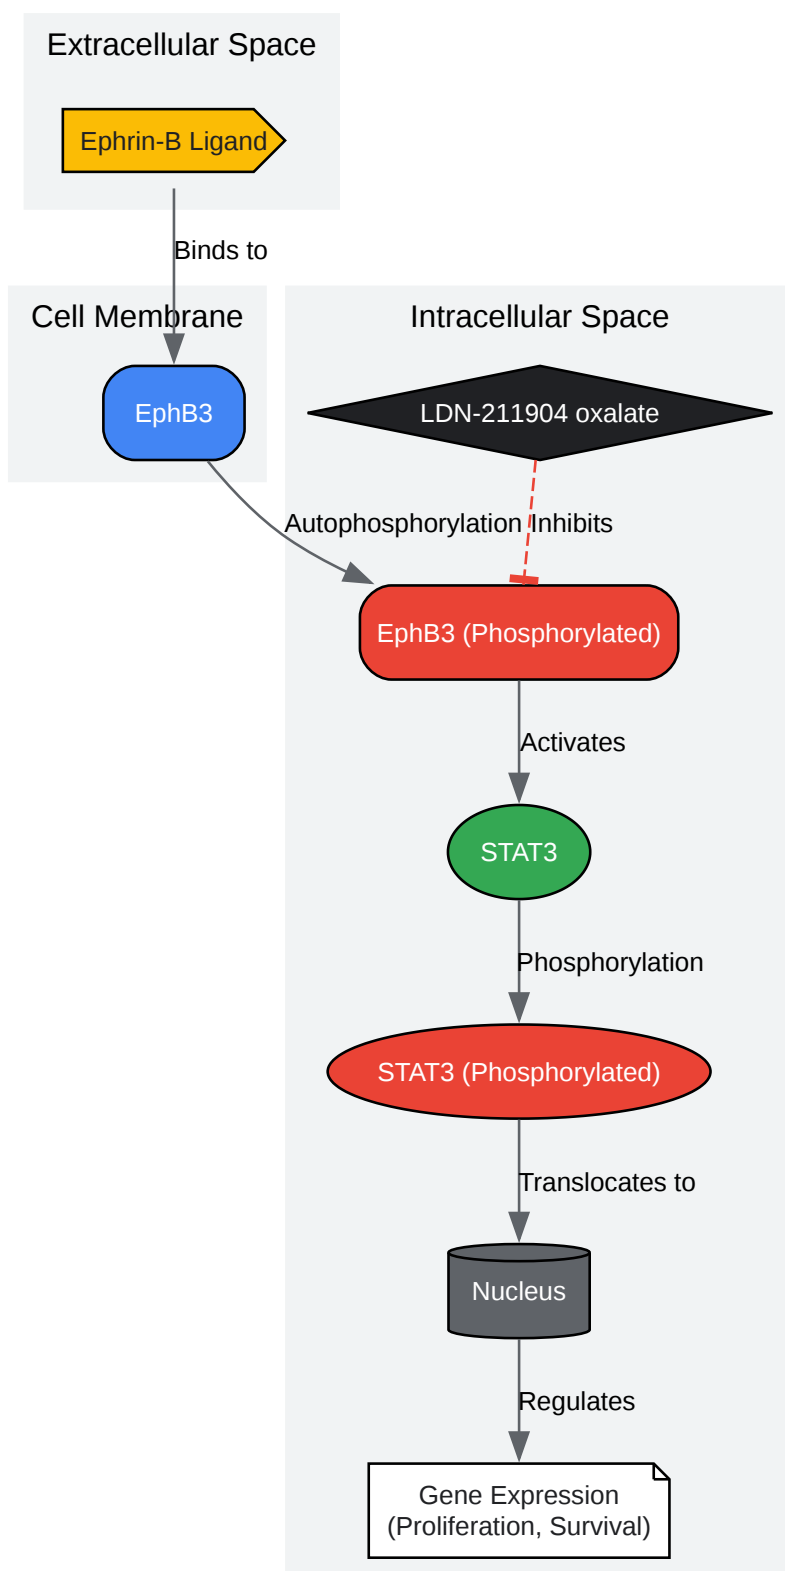 Extracellular Space
Ephrin-B Ligand
Binds to
Cell Membrane
Intracellular Space
EphB3
LDN-211904 oxalate
Autophosphorylation
Inhibits
EphB3 (Phosphorylated)
Activates
STAT3
Phosphorylation
STAT3 (Phosphorylated)
Translocates to
Nucleus
Regulates
Gene Expression
(Proliferation, Survival)